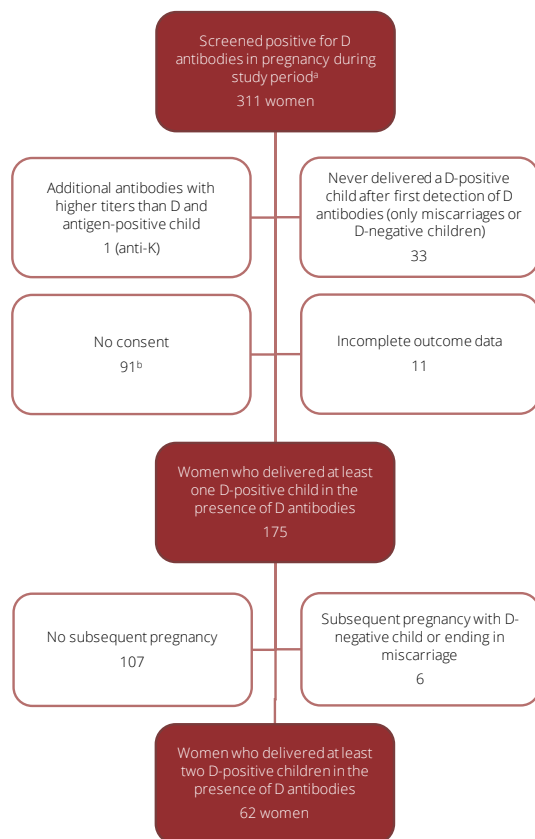 Screened positive for D
antibodies in pregnancy during
study periodᵃ
311 women
Additional antibodies with
higher titers than D and
antigen-positive child
1 (anti-K)
Never delivered a D-positive
child after first detection of D
antibodies (only miscarriages or
D-negative children)
33
No consent
91ᵇ
Incomplete outcome data
11
Women who delivered at least
one D-positive child in the
presence of D antibodies
175
No subsequent pregnancy
107
Subsequent pregnancy with D-
negative child or ending in
miscarriage
6
Women who delivered at least
two D-positive children in the
presence of D antibodies
62 women